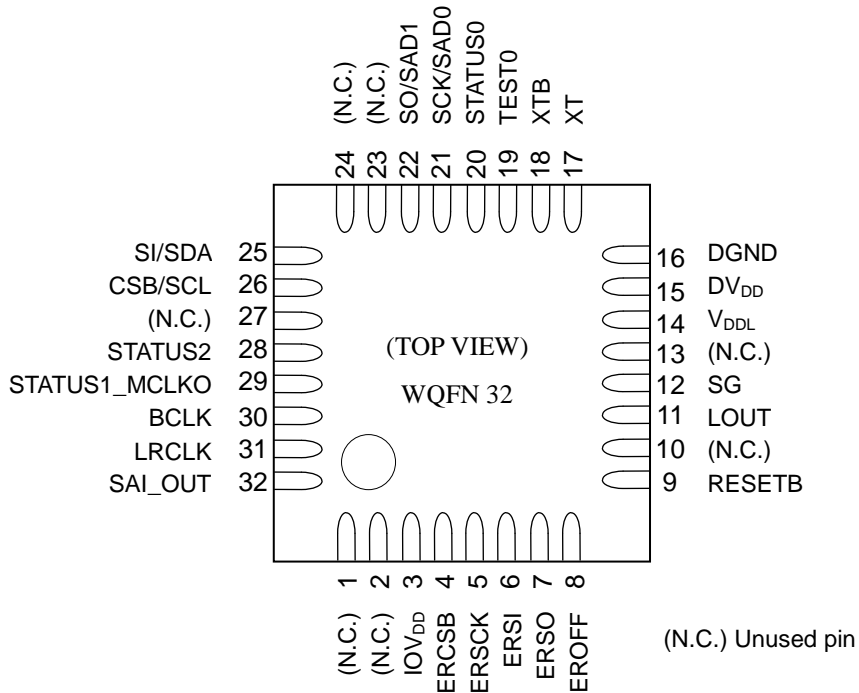 (N.C.)
(N.C.)
SO/SAD1
SCK/SAD0
STATUS0
TEST0
XTB
XT
24
23
22
21
20
19
18
17
SI/SDA 25
CSB/SCL 26
(N.C.) 27
STATUS2 28
STATUS1_MCLKO 29
BCLK 30
LRCLK 31
SAI_OUT 32
(TOP VIEW)
WQFN 32
16 DGND
15 DVDD
14 VDDL
13 (N.C.)
12 SG
11 LOUT
10 (N.C.)
9 RESETB
1
2
3
4
5
6
7
8
(N.C.)
(N.C.)
IOVDD
ERCSB
ERSCK
ERSI
ERSO
EROFF
(N.C.) Unused pin